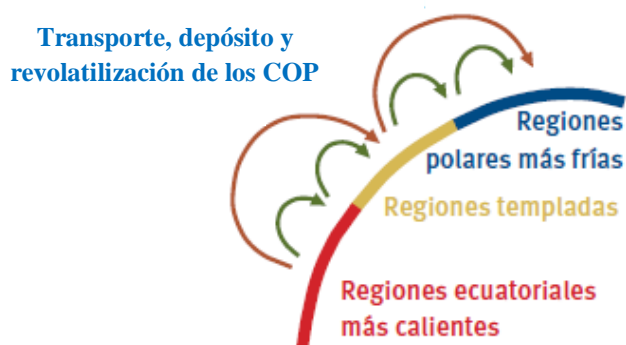 Transporte, depósito y
revolatilización de los COP
Regiones
polares más frías
Regiones templadas
Regiones ecuatoriales
más calientes